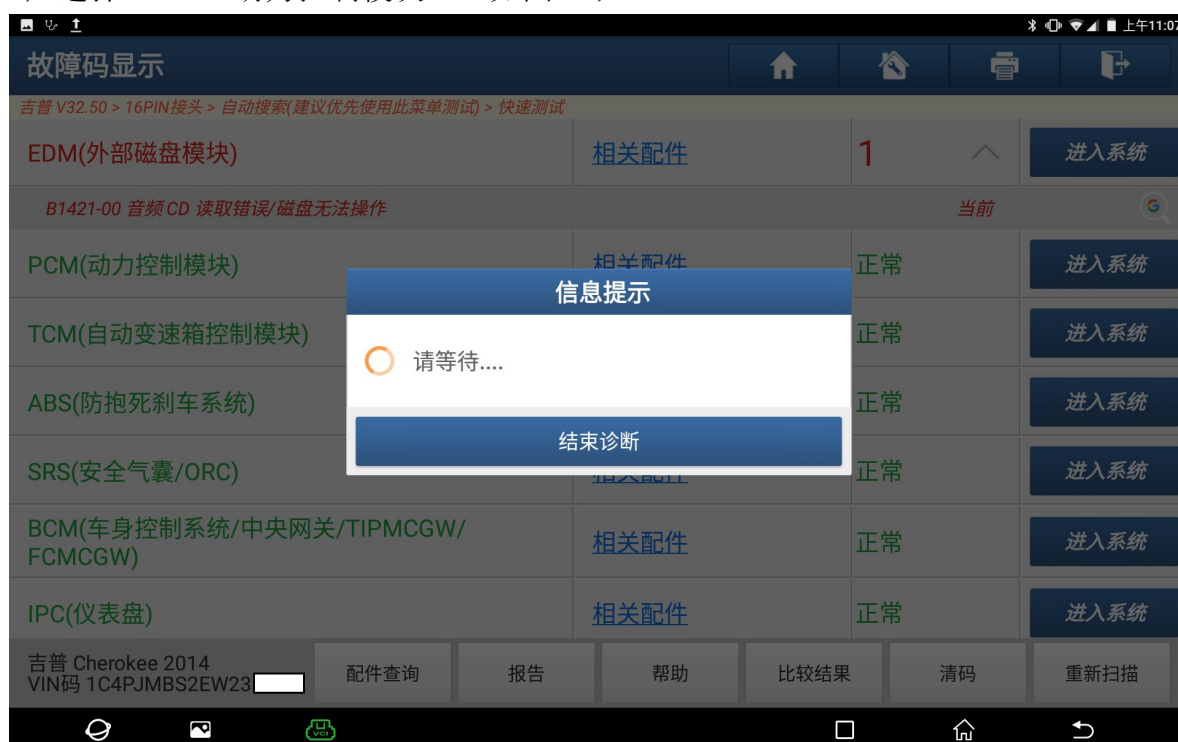 上午11:07
故障码显示
吉普 V32.50 > 16PIN接头 > 自动搜索(建议优先使用此菜单测试) > 快速测试
EDM(外部磁盘模块) 相关配件 1 进入系统
B1421-00 音频 CD 读取错误/磁盘无法操作 当前 G
PCM(动力控制模块) 相关配件 正常 进入系统
信息提示
TCM(自动变速箱控制模块) 正常 进入系统
请等待....
ABS(防抱死刹车系统) 正常 进入系统
结束诊断
SRS(安全气囊/ORC) 相关配件 正常 进入系统
BCM(车身控制系统/中央网关/TIPMCGW/
FCMCGW) 相关配件 正常 进入系统
IPC(仪表盘) 相关配件 正常 进入系统
吉普 Cherokee 2014
VIN码 1C4PJMBS2EW23
配件查询 报告 帮助 比较结果 清码 重新扫描
VCI